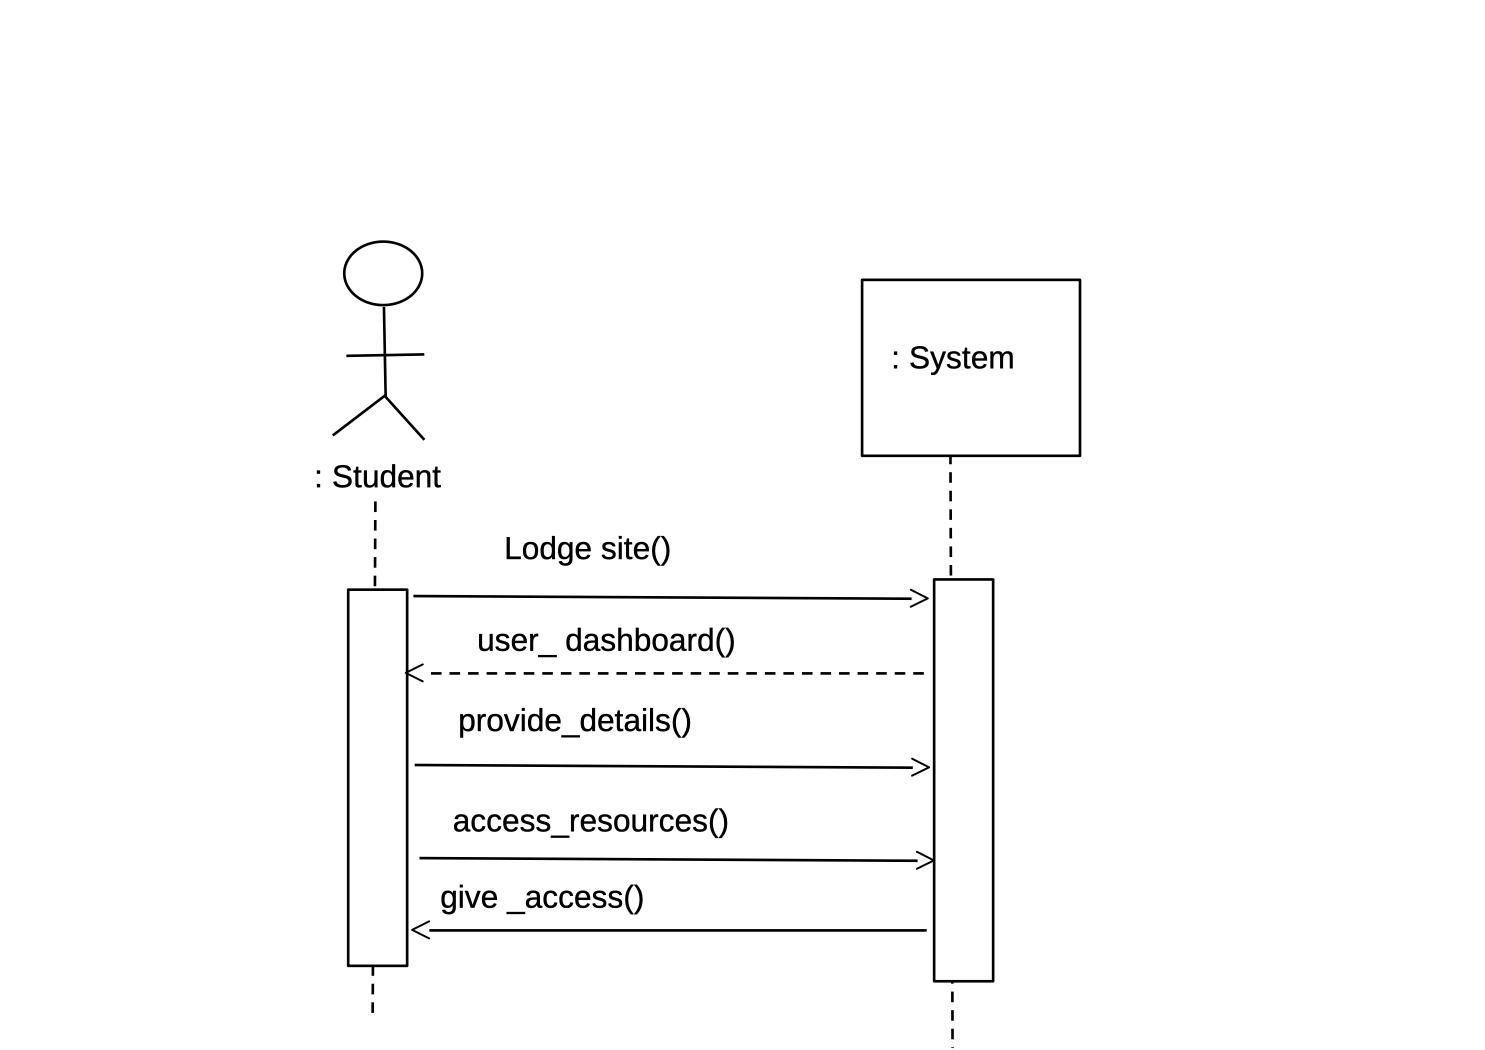 : System
: Student
Lodge site()
user_ dashboard()
provide_details()
access_resources()
give _access()